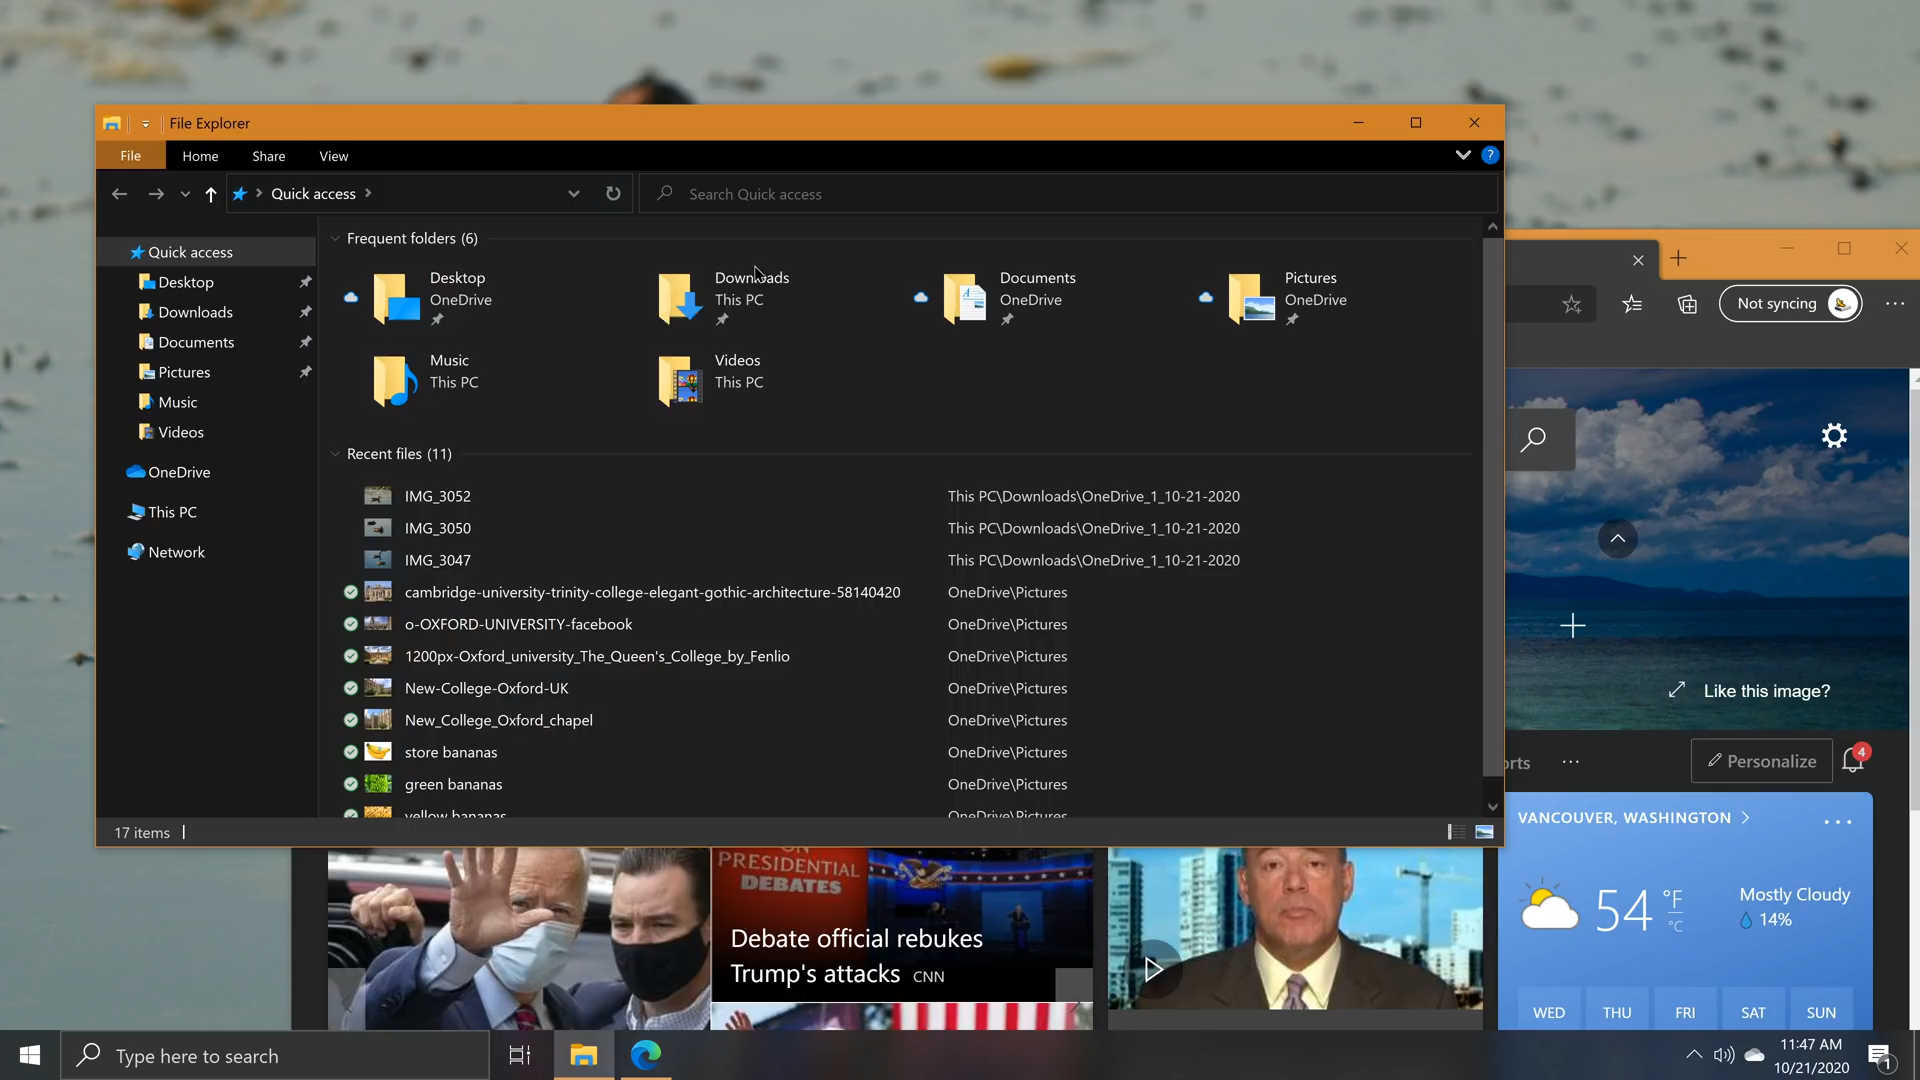 File Explorer
File
Home
Share
View
?
Quick access
Search Quick access
Quick access
Desktop
Downloads
Documents
Pictures
Music
Videos
OneDrive
This PC
Network
Frequent folders (6)
Desktop
OneDrive
Downloads
This PC
Documents
OneDrive
Pictures
OneDrive
Music
This PC
Videos
This PC
Recent files (11)
IMG_3052 This PC\Downloads\OneDrive_1_10-21-2020
IMG_3050 This PC\Downloads\OneDrive_1_10-21-2020
IMG_3047 This PC\Downloads\OneDrive_1_10-21-2020
cambridge-university-trinity-college-elegant-gothic-architecture-58140420 OneDrive\Pictures
o-OXFORD-UNIVERSITY-facebook OneDrive\Pictures
1200px-Oxford_university_The_Queen's_College_by_Fenlio OneDrive\Pictures
New-College-Oxford-UK OneDrive\Pictures
New_College_Oxford_chapel OneDrive\Pictures
store bananas OneDrive\Pictures
green bananas OneDrive\Pictures
yellow bananas OneDrive\Pictures
17 items
Not syncing
Like this image?
orts
Personalize
4
VANCOUVER, WASHINGTON
54 °F
°C
Mostly Cloudy
14%
WED THU FRI SAT SUN
PRESIDENTIAL
DEBATES
Debate official rebukes
Trump's attacks CNN
Type here to search
11:47 AM
10/21/2020
1